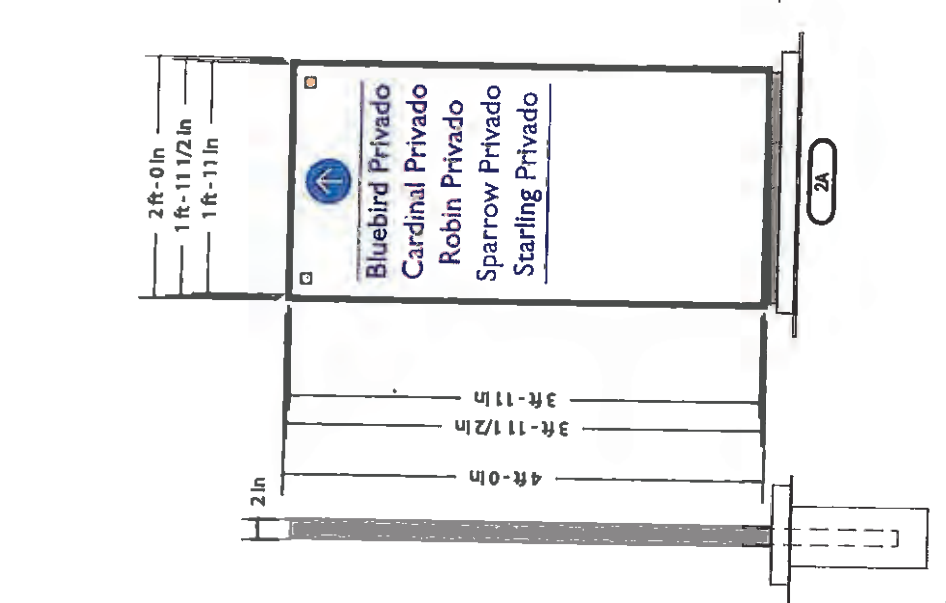 2 ft - 0 In
1 ft - 11 1/2 In
1 ft - 11 In
Bluebird Privado
Cardinal Privado
Robin Privado
Sparrow Privado
Starling Privado
2A
3 ft - 11 In
3 ft - 11 1/2 In
4 ft - 0 In
2 In